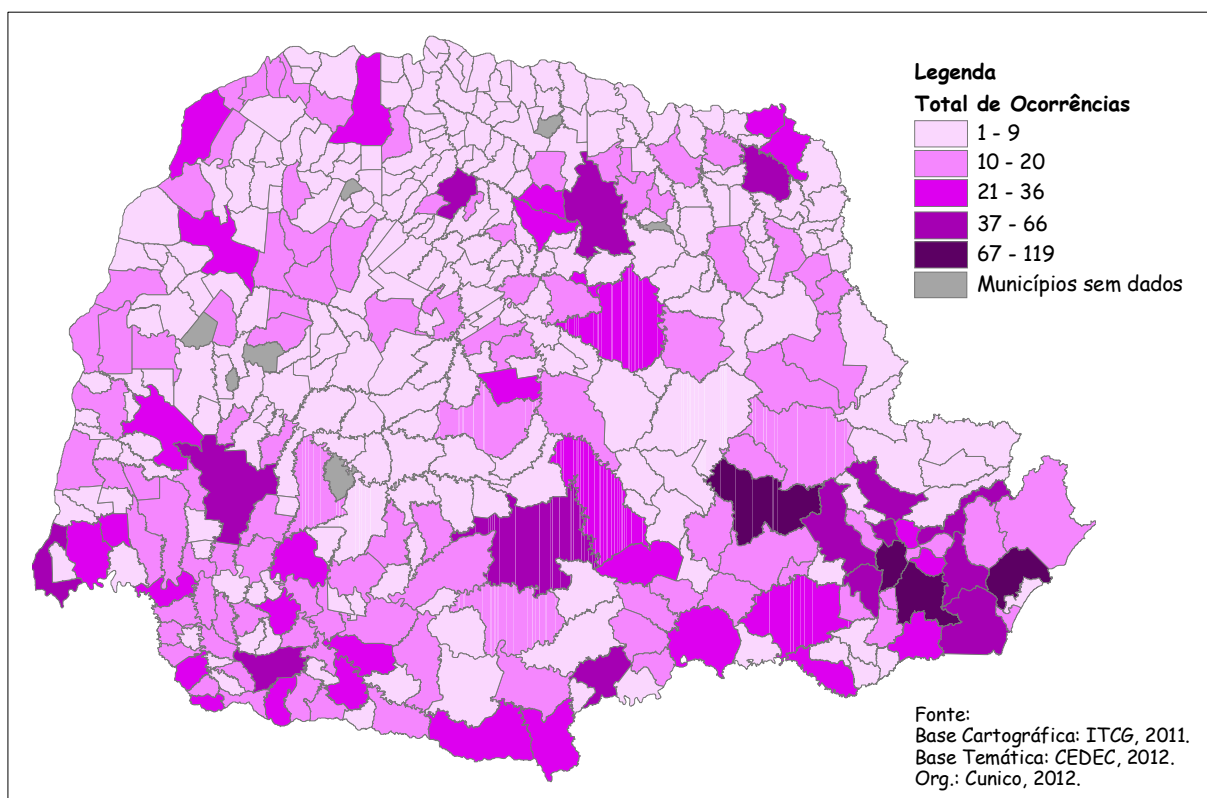 Legenda
Total de Ocorrências
1 - 9
10 - 20
21 - 36
37 - 66
67 - 119
Municípios sem dados
Fonte:
Base Cartográfica: ITCG, 2011.
Base Temática: CEDEC, 2012.
Org.: Cunico, 2012.